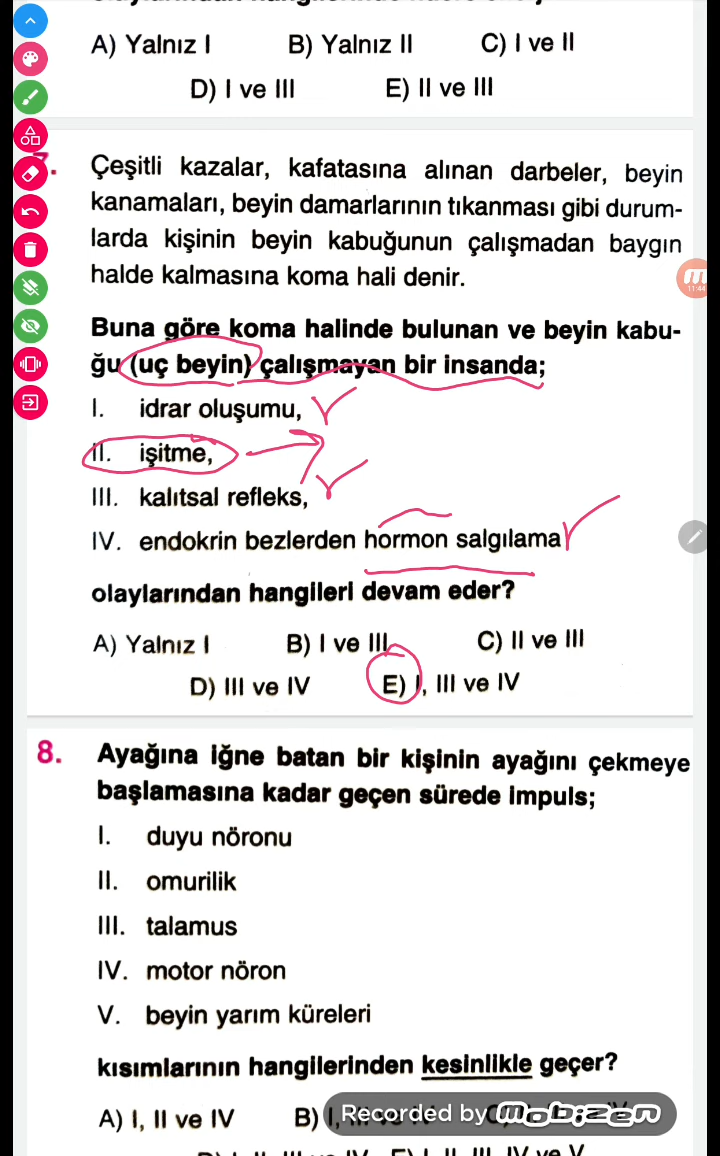 A) Yalnız I B) Yalnız II C) I ve II
D) I ve III E) II ve III
7. Çeşitli kazalar, kafatasına alınan darbeler, beyin
kanamaları, beyin damarlarının tıkanması gibi durum-
larda kişinin beyin kabuğunun çalışmadan baygın
halde kalmasına koma hali denir.
11:44
Buna göre koma halinde bulunan ve beyin kabu-
ğu (uç beyin) çalışmayan bir insanda;
I. idrar oluşumu,
II. işitme,
III. kalıtsal refleks,
IV. endokrin bezlerden hormon salgılama
olaylarından hangileri devam eder?
A) Yalnız I B) I ve III C) II ve III
D) III ve IV E) I, III ve IV
8. Ayağına iğne batan bir kişinin ayağını çekmeye
başlamasına kadar geçen sürede impuls;
I. duyu nöronu
II. omurilik
III. talamus
IV. motor nöron
V. beyin yarım küreleri
kısımlarının hangilerinden kesinlikle geçer?
A) I, II ve IV B)
Recorded by Mobizen